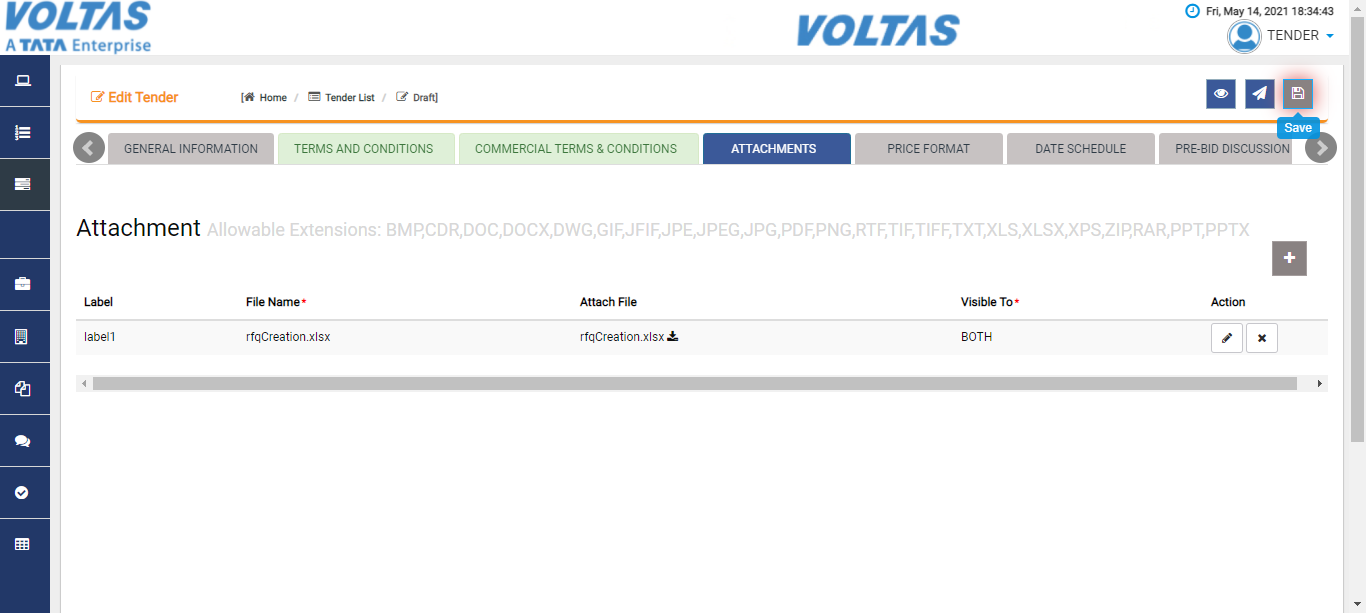 VOLTAS
A TATA Enterprise
VOLTAS
Fri, May 14, 2021 18:34:43
TENDER
Edit Tender
[ Home / Tender List / Draft]
Save
GENERAL INFORMATION
TERMS AND CONDITIONS
COMMERCIAL TERMS & CONDITIONS
ATTACHMENTS
PRICE FORMAT
DATE SCHEDULE
PRE-BID DISCUSSION
Attachment Allowable Extensions: BMP,CDR,DOC,DOCX,DWG,GIF,JFIF,JPE,JPEG,JPG,PDF,PNG,RTF,TIF,TIFF,TXT,XLS,XLSX,XPS,ZIP,RAR,PPT,PPTX
Label File Name* Attach File Visible To* Action
label1 rfqCreation.xlsx rfqCreation.xlsx BOTH